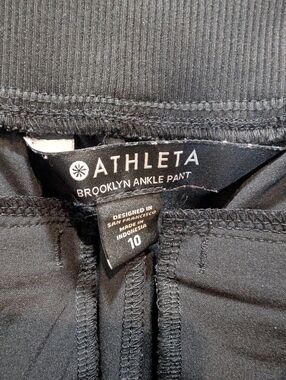 ATHLETA
BROOKLYN ANKLE PANT
DESIGNED IN
SAN FRANCISCO
MADE IN
INDONESIA
10